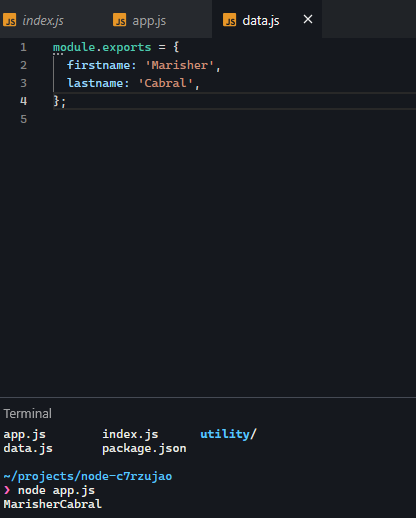 JS index.js JS app.js JS data.js ×
1 module.exports = {
2 firstname: 'Marisher',
3 lastname: 'Cabral',
4 };
5
Terminal
app.js index.js utility/
data.js package.json
~/projects/node-c7rzujao
❯ node app.js
MarisherCabral